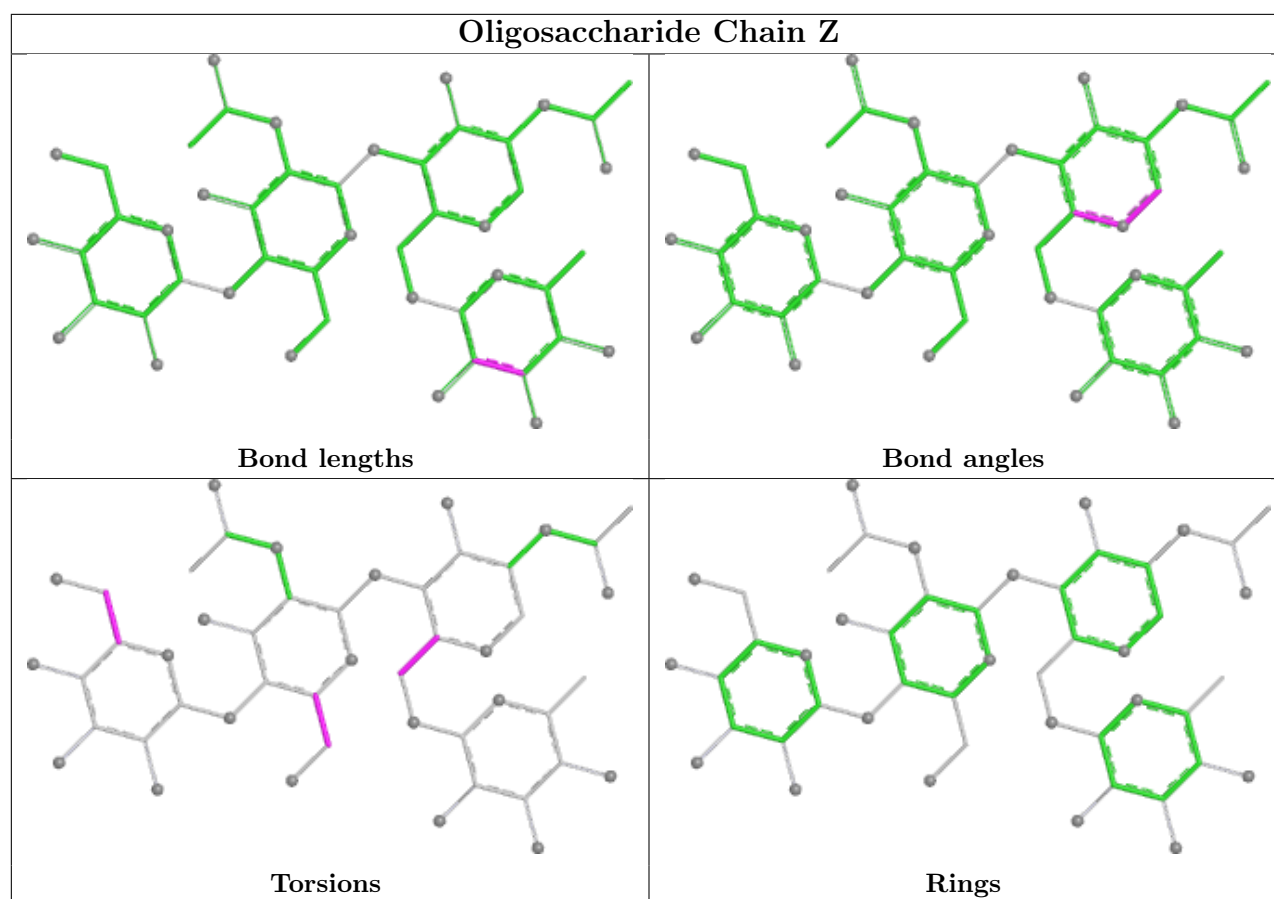 Oligosaccharide Chain Z
Bond lengths
Bond angles
Torsions
Rings